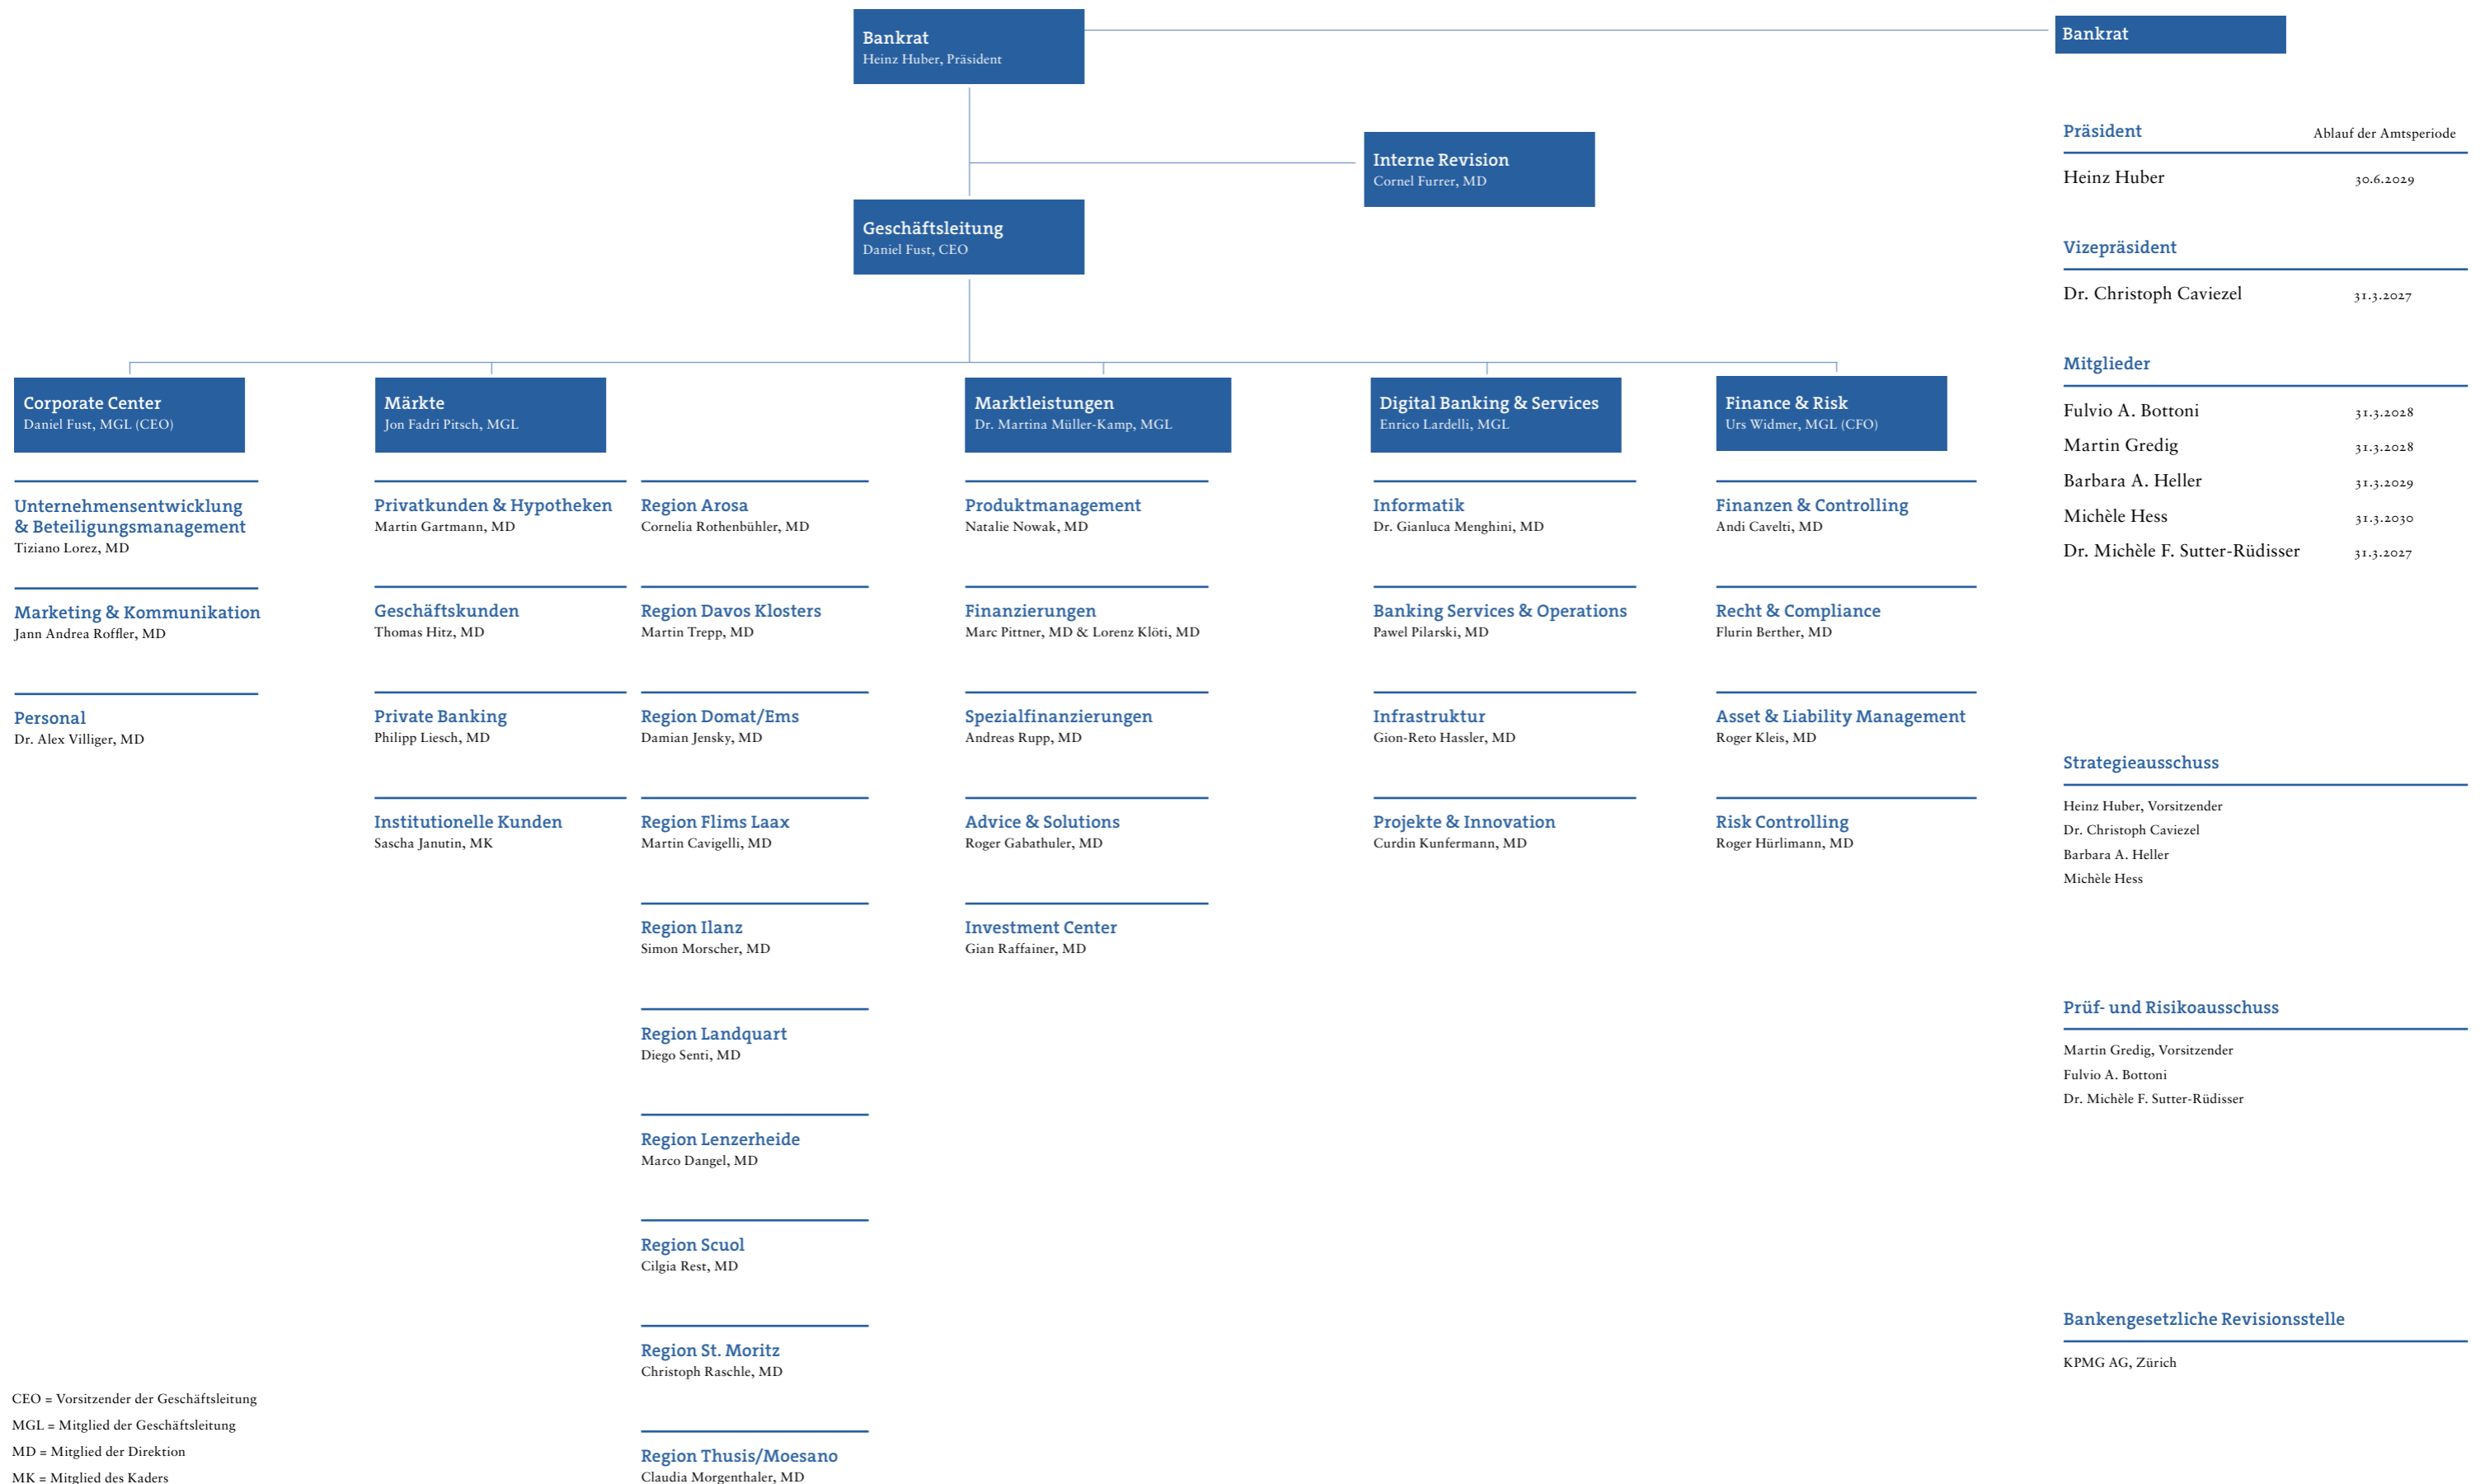 Bankrat
Heinz Huber, Präsident
Interne Revision
Cornel Furrer, MD
Geschäftsleitung
Daniel Fust, CEO
Corporate Center
Daniel Fust, MGL (CEO)
Unternehmensentwicklung
& Beteiligungsmanagement
Tiziano Lorez, MD
Marketing & Kommunikation
Jann Andrea Roffler, MD
Personal
Dr. Alex Villiger, MD
Märkte
Jon Fadri Pitsch, MGL
Privatkunden & Hypotheken
Martin Gartmann, MD
Geschäftskunden
Thomas Hitz, MD
Private Banking
Philipp Liesch, MD
Institutionelle Kunden
Sascha Janutin, MK
Region Arosa
Cornelia Rothenbühler, MD
Region Davos Klosters
Martin Trepp, MD
Region Domat/Ems
Damian Jensky, MD
Region Flims Laax
Martin Cavigelli, MD
Region Ilanz
Simon Morscher, MD
Region Landquart
Diego Senti, MD
Region Lenzerheide
Marco Dangel, MD
Region Scuol
Cilgia Rest, MD
Region St. Moritz
Christoph Raschle, MD
Region Thusis/Moesano
Claudia Morgenthaler, MD
Marktleistungen
Dr. Martina Müller-Kamp, MGL
Produktmanagement
Natalie Nowak, MD
Finanzierungen
Marc Pittner, MD & Lorenz Klöti, MD
Spezialfinanzierungen
Andreas Rupp, MD
Advice & Solutions
Roger Gabathuler, MD
Investment Center
Gian Raffainer, MD
Digital Banking & Services
Enrico Lardelli, MGL
Informatik
Dr. Gianluca Menghini, MD
Banking Services & Operations
Pawel Pilarski, MD
Infrastruktur
Gion-Reto Hassler, MD
Projekte & Innovation
Curdin Kunfermann, MD
Finance & Risk
Urs Widmer, MGL (CFO)
Finanzen & Controlling
Andi Cavelti, MD
Recht & Compliance
Flurin Berther, MD
Asset & Liability Management
Roger Kleis, MD
Risk Controlling
Roger Hürlimann, MD
Bankrat
Präsident Ablauf der Amtsperiode
Heinz Huber 30.6.2029
Vizepräsident
Dr. Christoph Caviezel 31.3.2027
Mitglieder
Fulvio A. Bottoni 31.3.2028
Martin Gredig 31.3.2028
Barbara A. Heller 31.3.2029
Michèle Hess 31.3.2030
Dr. Michèle F. Sutter-Rüdisser 31.3.2027
Strategieausschuss
Heinz Huber, Vorsitzender
Dr. Christoph Caviezel
Barbara A. Heller
Michèle Hess
Prüf- und Risikoausschuss
Martin Gredig, Vorsitzender
Fulvio A. Bottoni
Dr. Michèle F. Sutter-Rüdisser
Bankengesetzliche Revisionsstelle
KPMG AG, Zürich
CEO = Vorsitzender der Geschäftsleitung
MGL = Mitglied der Geschäftsleitung
MD = Mitglied der Direktion
MK = Mitglied des Kaders